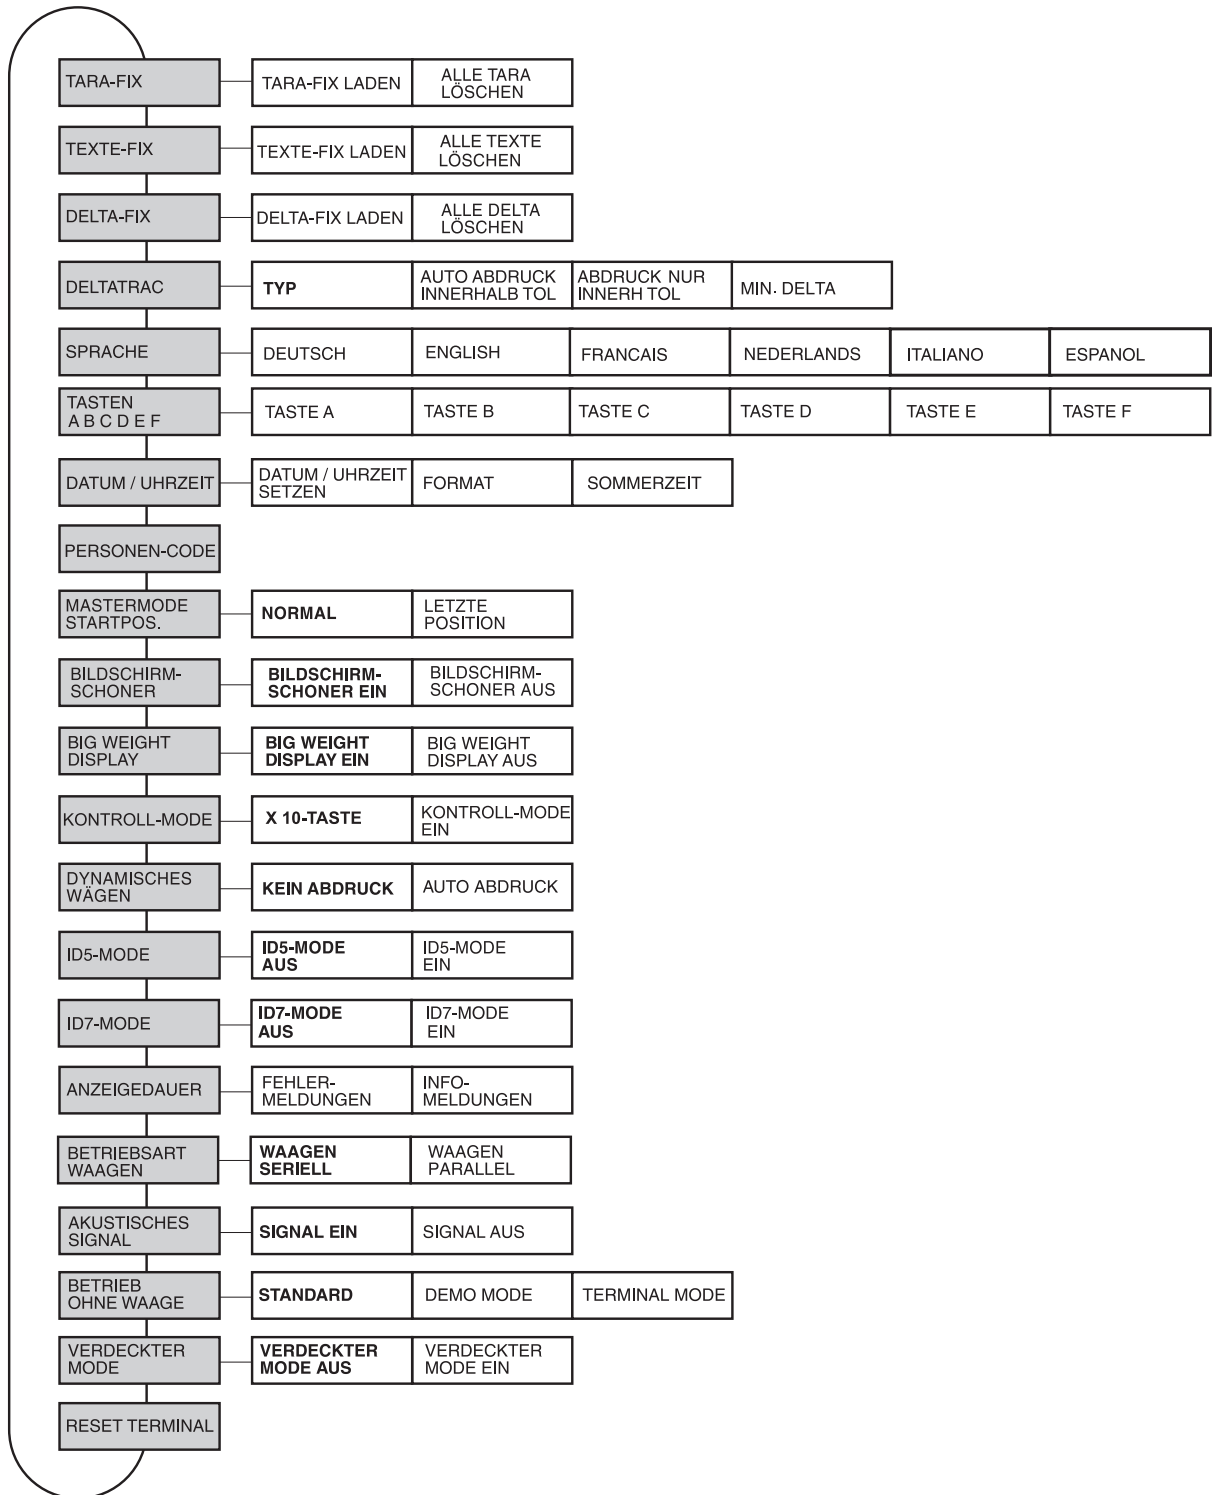 TARA-FIX
TARA-FIX LADEN
ALLE TARA
LÖSCHEN
TEXTE-FIX
TEXTE-FIX LADEN
ALLE TEXTE
LÖSCHEN
DELTA-FIX
DELTA-FIX LADEN
ALLE DELTA
LÖSCHEN
DELTATRAC
TYP
AUTO ABDRUCK
INNERHALB TOL
ABDRUCK NUR
INNERH TOL
MIN. DELTA
SPRACHE
DEUTSCH
ENGLISH
FRANCAIS
NEDERLANDS
ITALIANO
ESPANOL
TASTEN
A B C D E F
TASTE A
TASTE B
TASTE C
TASTE D
TASTE E
TASTE F
DATUM / UHRZEIT
DATUM / UHRZEIT
SETZEN
FORMAT
SOMMERZEIT
PERSONEN-CODE
MASTERMODE
STARTPOS.
NORMAL
LETZTE
POSITION
BILDSCHIRM-
SCHONER
BILDSCHIRM-
SCHONER EIN
BILDSCHIRM-
SCHONER AUS
BIG WEIGHT
DISPLAY
BIG WEIGHT
DISPLAY EIN
BIG WEIGHT
DISPLAY AUS
KONTROLL-MODE
X 10-TASTE
KONTROLL-MODE
EIN
DYNAMISCHES
WÄGEN
KEIN ABDRUCK
AUTO ABDRUCK
ID5-MODE
ID5-MODE
AUS
ID5-MODE
EIN
ID7-MODE
ID7-MODE
AUS
ID7-MODE
EIN
ANZEIGEDAUER
FEHLER-
MELDUNGEN
INFO-
MELDUNGEN
BETRIEBSART
WAAGEN
WAAGEN
SERIELL
WAAGEN
PARALLEL
AKUSTISCHES
SIGNAL
SIGNAL EIN
SIGNAL AUS
BETRIEB
OHNE WAAGE
STANDARD
DEMO MODE
TERMINAL MODE
VERDECKTER
MODE
VERDECKTER
MODE AUS
VERDECKTER
MODE EIN
RESET TERMINAL